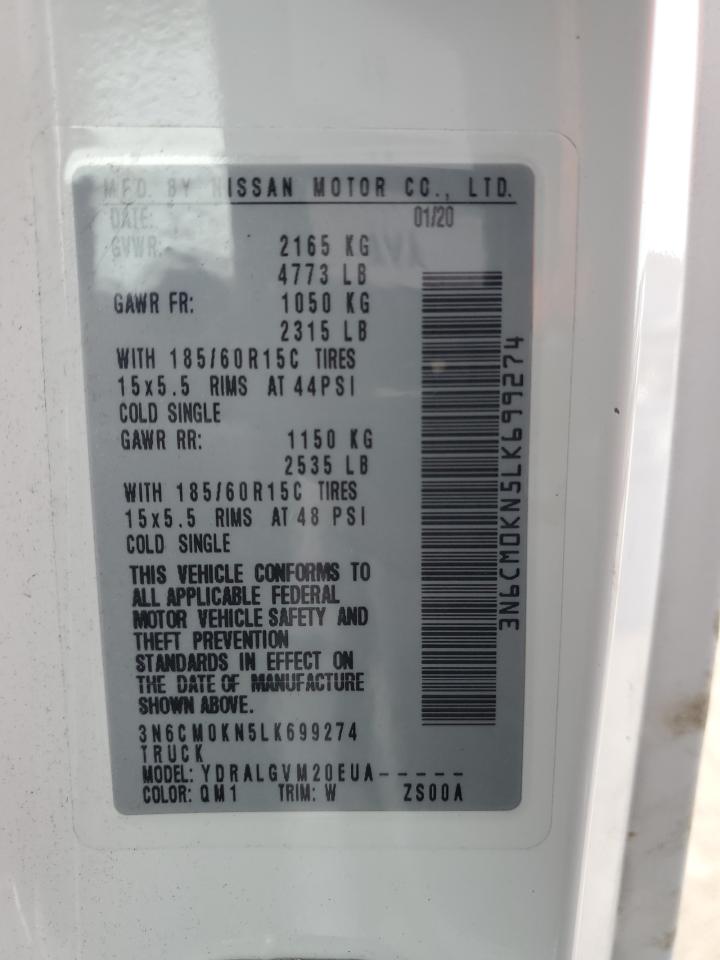 MFD. BY NISSAN MOTOR CO., LTD.
DATE: 01/20
GVWR: 2165 KG
4773 LB
GAWR FR: 1050 KG
2315 LB
WITH 185/60R15C TIRES
15x5.5 RIMS AT 44PSI
COLD SINGLE
GAWR RR: 1150 KG
2535 LB
WITH 185/60R15C TIRES
15x5.5 RIMS AT 48 PSI
COLD SINGLE
THIS VEHICLE CONFORMS TO
ALL APPLICABLE FEDERAL
MOTOR VEHICLE SAFETY AND
THEFT PREVENTION
STANDARDS IN EFFECT ON
THE DATE OF MANUFACTURE
SHOWN ABOVE.
3N6CM0KN5LK699274
TRUCK
MODEL: YDRALGVM20EUA-----
COLOR: QM1 TRIM: W ZS00A
3N6CM0KN5LK699274